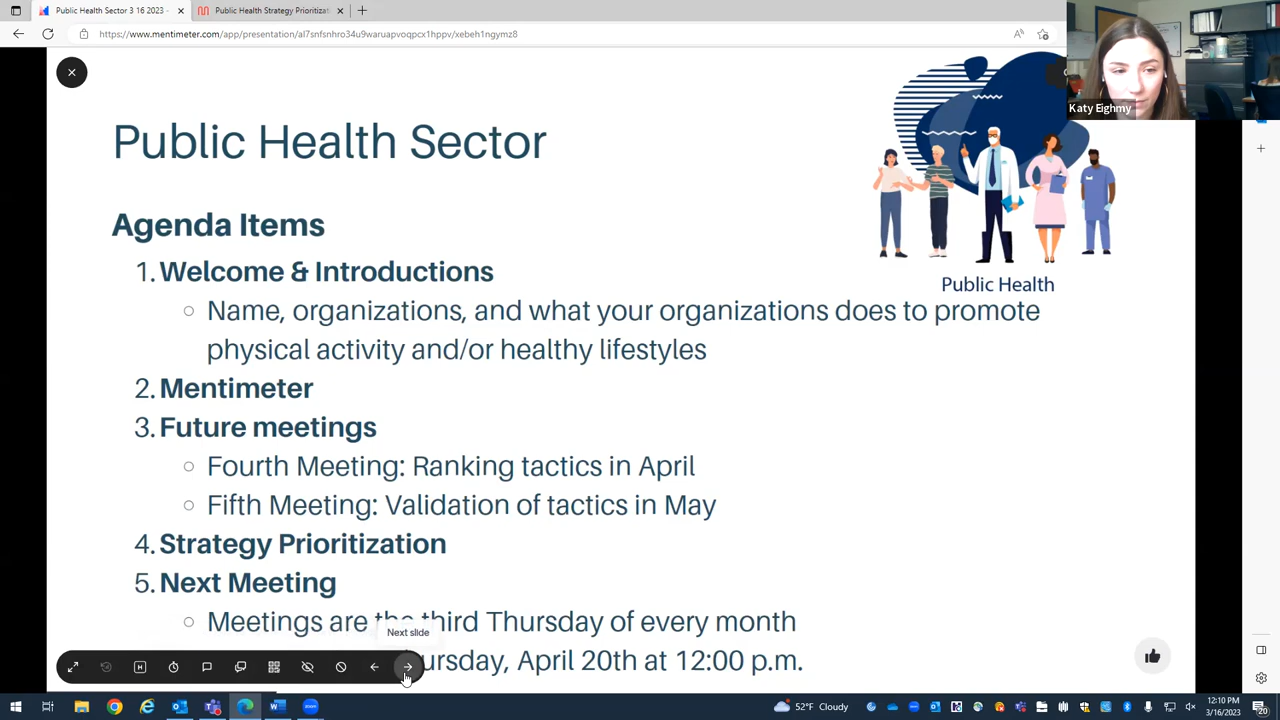 Public Health Sector 3 16 2023 -
Public Health Strategy Prioritizat
https://www.mentimeter.com/app/presentation/al7snfsnhro34u9waruapvoqpcx1hppv/xebeh1ngymz8
Katy Eighmy
Public Health Sector
Public Health
Agenda Items
1. Welcome & Introductions
Name, organizations, and what your organizations does to promote
physical activity and/or healthy lifestyles
2. Mentimeter
3. Future meetings
Fourth Meeting: Ranking tactics in April
Fifth Meeting: Validation of tactics in May
4. Strategy Prioritization
5. Next Meeting
Meetings are the third Thursday of every month
Next slide
April 20th at 12:00 p.m.
52°F Cloudy
12:10 PM
3/16/2023
20